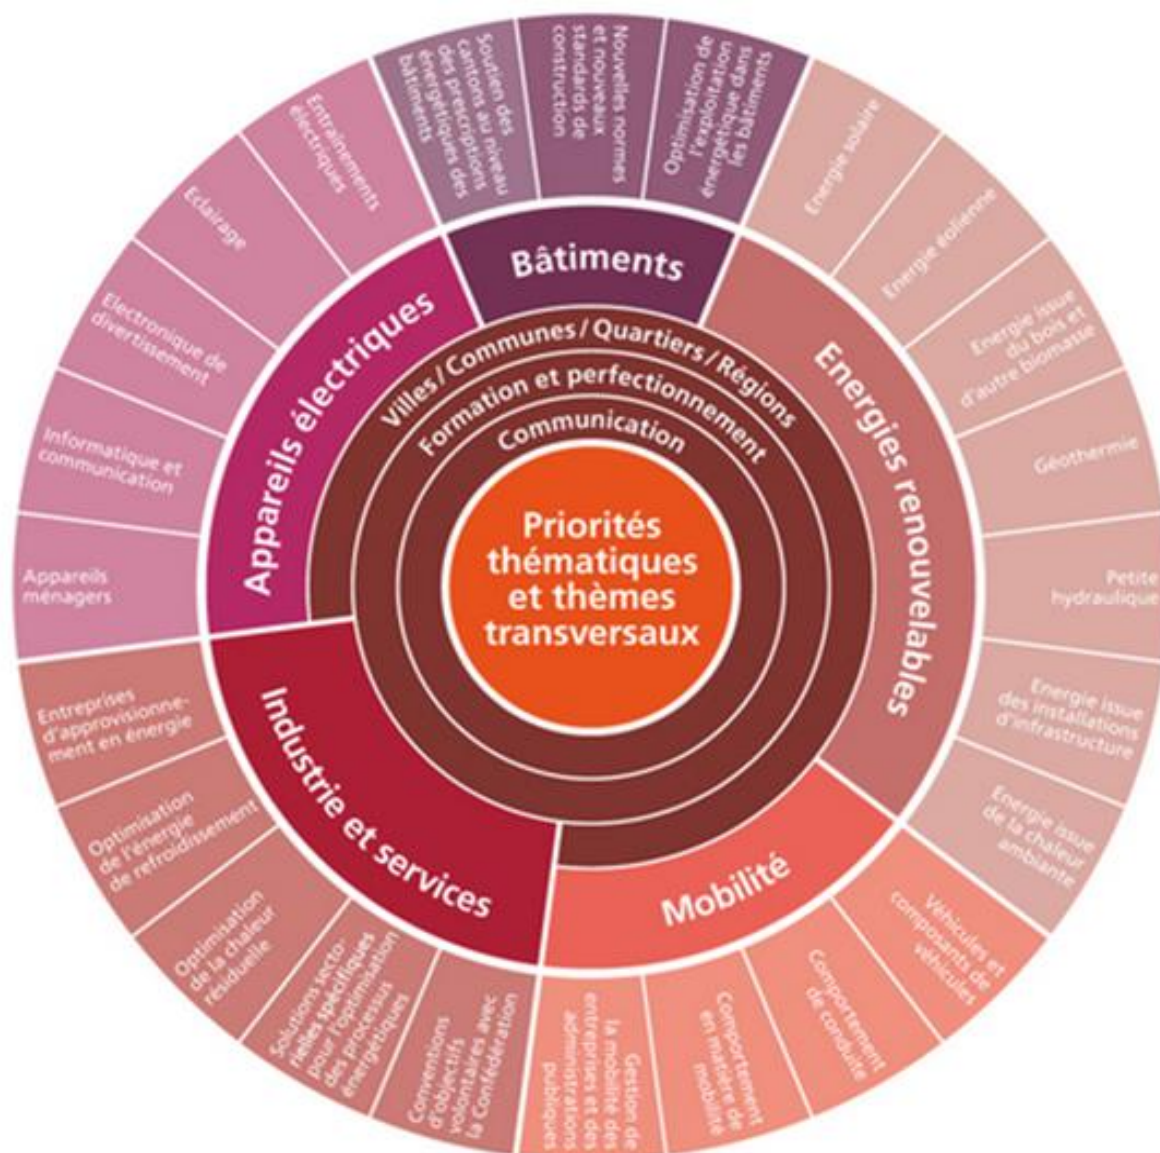 Priorités
thématiques
et thèmes
transversaux
Communication
Formation et perfectionnement
Villes / Communes / Quartiers / Régions
Bâtiments
Soutien des
cantons au niveau
des prescriptions
énergétiques des
bâtiments
Nouvelles normes
et nouveaux
standards de
construction
Optimisation de
l'exploitation
énergétique dans
les bâtiments
Energies renouvelables
Energie solaire
Energie éolienne
Energie issue
du bois et
d'autre biomasse
Géothermie
Petite
hydraulique
Energie issue
des installations
d'infrastructure
Energie issue
de la chaleur
ambiante
Mobilité
Véhicules et
composants de
véhicules
Comportement
de conduite
Comportement
en matière de
mobilité
Gestion de
la mobilité des
entreprises et des
administrations
publiques
Industrie et services
Conventions
d'objectifs
volontaires avec
la Confédération
Solutions secto-
rielles spécifiques
pour l'optimisation
des processus
énergétiques
Optimisation
de la chaleur
résiduelle
Optimisation
de l'énergie
de refroidissement
Entreprises
d'approvisionne-
ment en énergie
Appareils électriques
Appareils
ménagers
Informatique et
communication
Electronique de
divertissement
Eclairage
Entraînements
électriques